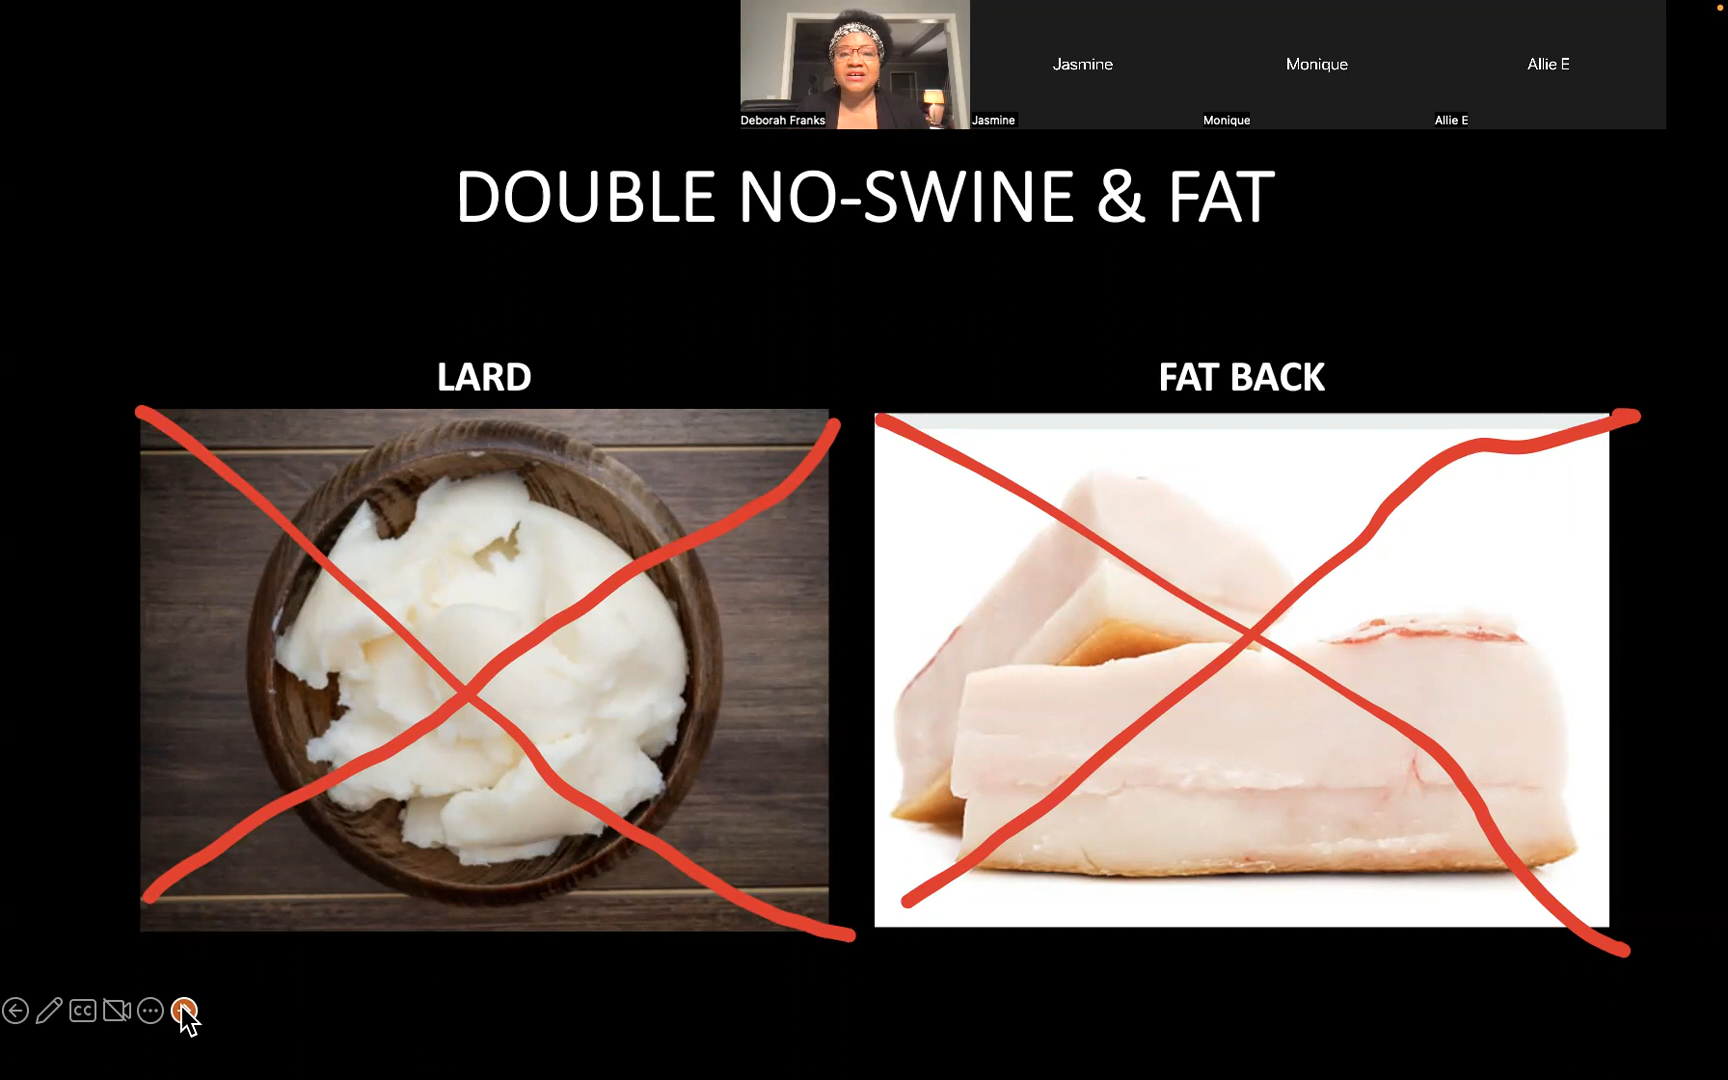 Jasmine
Monique
Allie E
Deborah Franks
Jasmine
Monique
Allie E
DOUBLE NO-SWINE & FAT
LARD
FAT BACK
CC